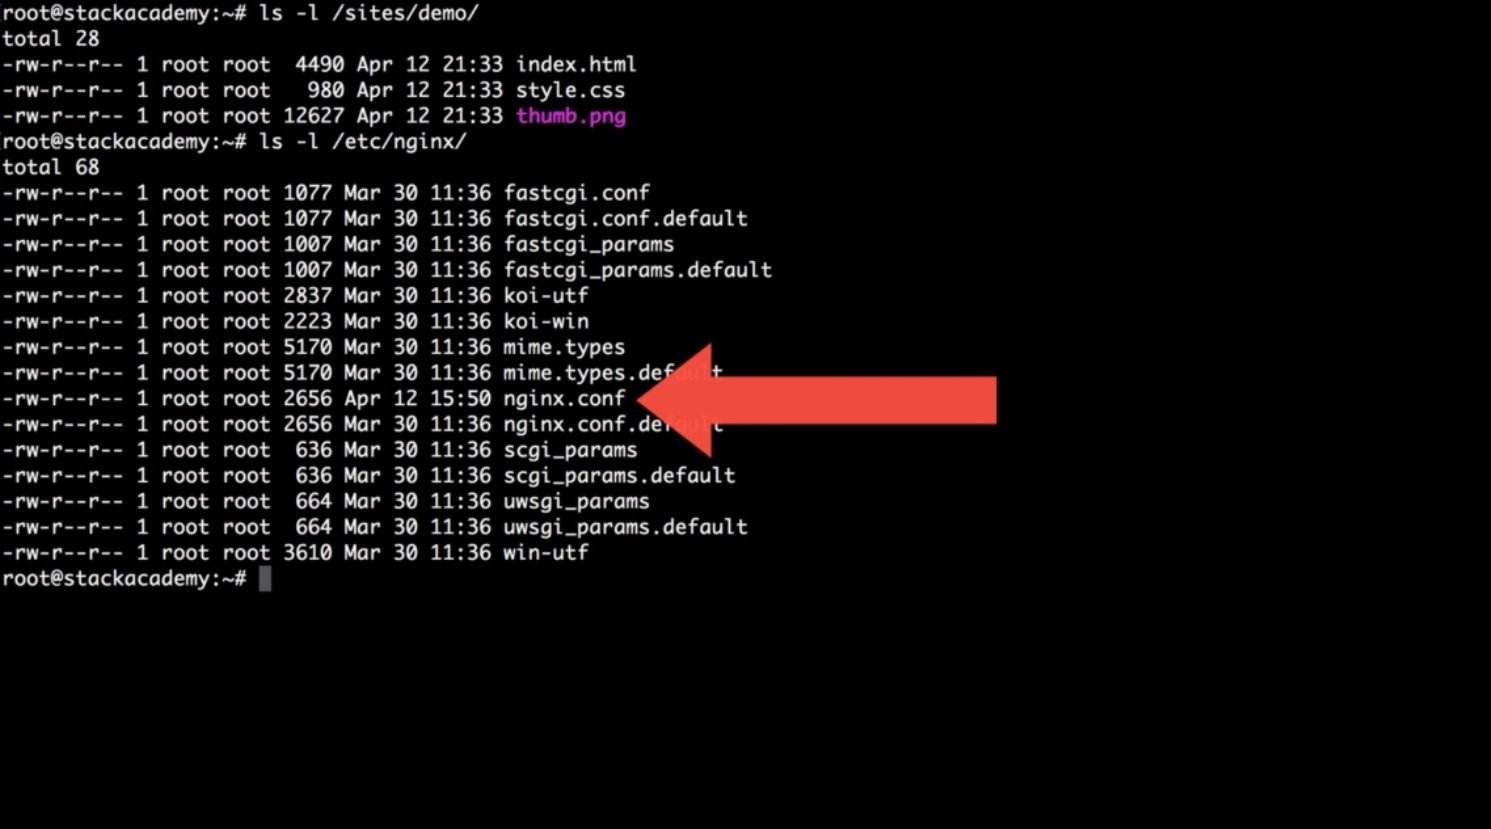 root@stackacademy:~# ls -l /sites/demo/
total 28
-rw-r--r-- 1 root root  4490 Apr 12 21:33 index.html
-rw-r--r-- 1 root root   980 Apr 12 21:33 style.css
-rw-r--r-- 1 root root 12627 Apr 12 21:33 thumb.png
root@stackacademy:~# ls -l /etc/nginx/
total 68
-rw-r--r-- 1 root root 1077 Mar 30 11:36 fastcgi.conf
-rw-r--r-- 1 root root 1077 Mar 30 11:36 fastcgi.conf.default
-rw-r--r-- 1 root root 1007 Mar 30 11:36 fastcgi_params
-rw-r--r-- 1 root root 1007 Mar 30 11:36 fastcgi_params.default
-rw-r--r-- 1 root root 2837 Mar 30 11:36 koi-utf
-rw-r--r-- 1 root root 2223 Mar 30 11:36 koi-win
-rw-r--r-- 1 root root 5170 Mar 30 11:36 mime.types
-rw-r--r-- 1 root root 5170 Mar 30 11:36 mime.types.default
-rw-r--r-- 1 root root 2656 Apr 12 15:50 nginx.conf
-rw-r--r-- 1 root root 2656 Mar 30 11:36 nginx.conf.default
-rw-r--r-- 1 root root  636 Mar 30 11:36 scgi_params
-rw-r--r-- 1 root root  636 Mar 30 11:36 scgi_params.default
-rw-r--r-- 1 root root  664 Mar 30 11:36 uwsgi_params
-rw-r--r-- 1 root root  664 Mar 30 11:36 uwsgi_params.default
-rw-r--r-- 1 root root 3610 Mar 30 11:36 win-utf
root@stackacademy:~#